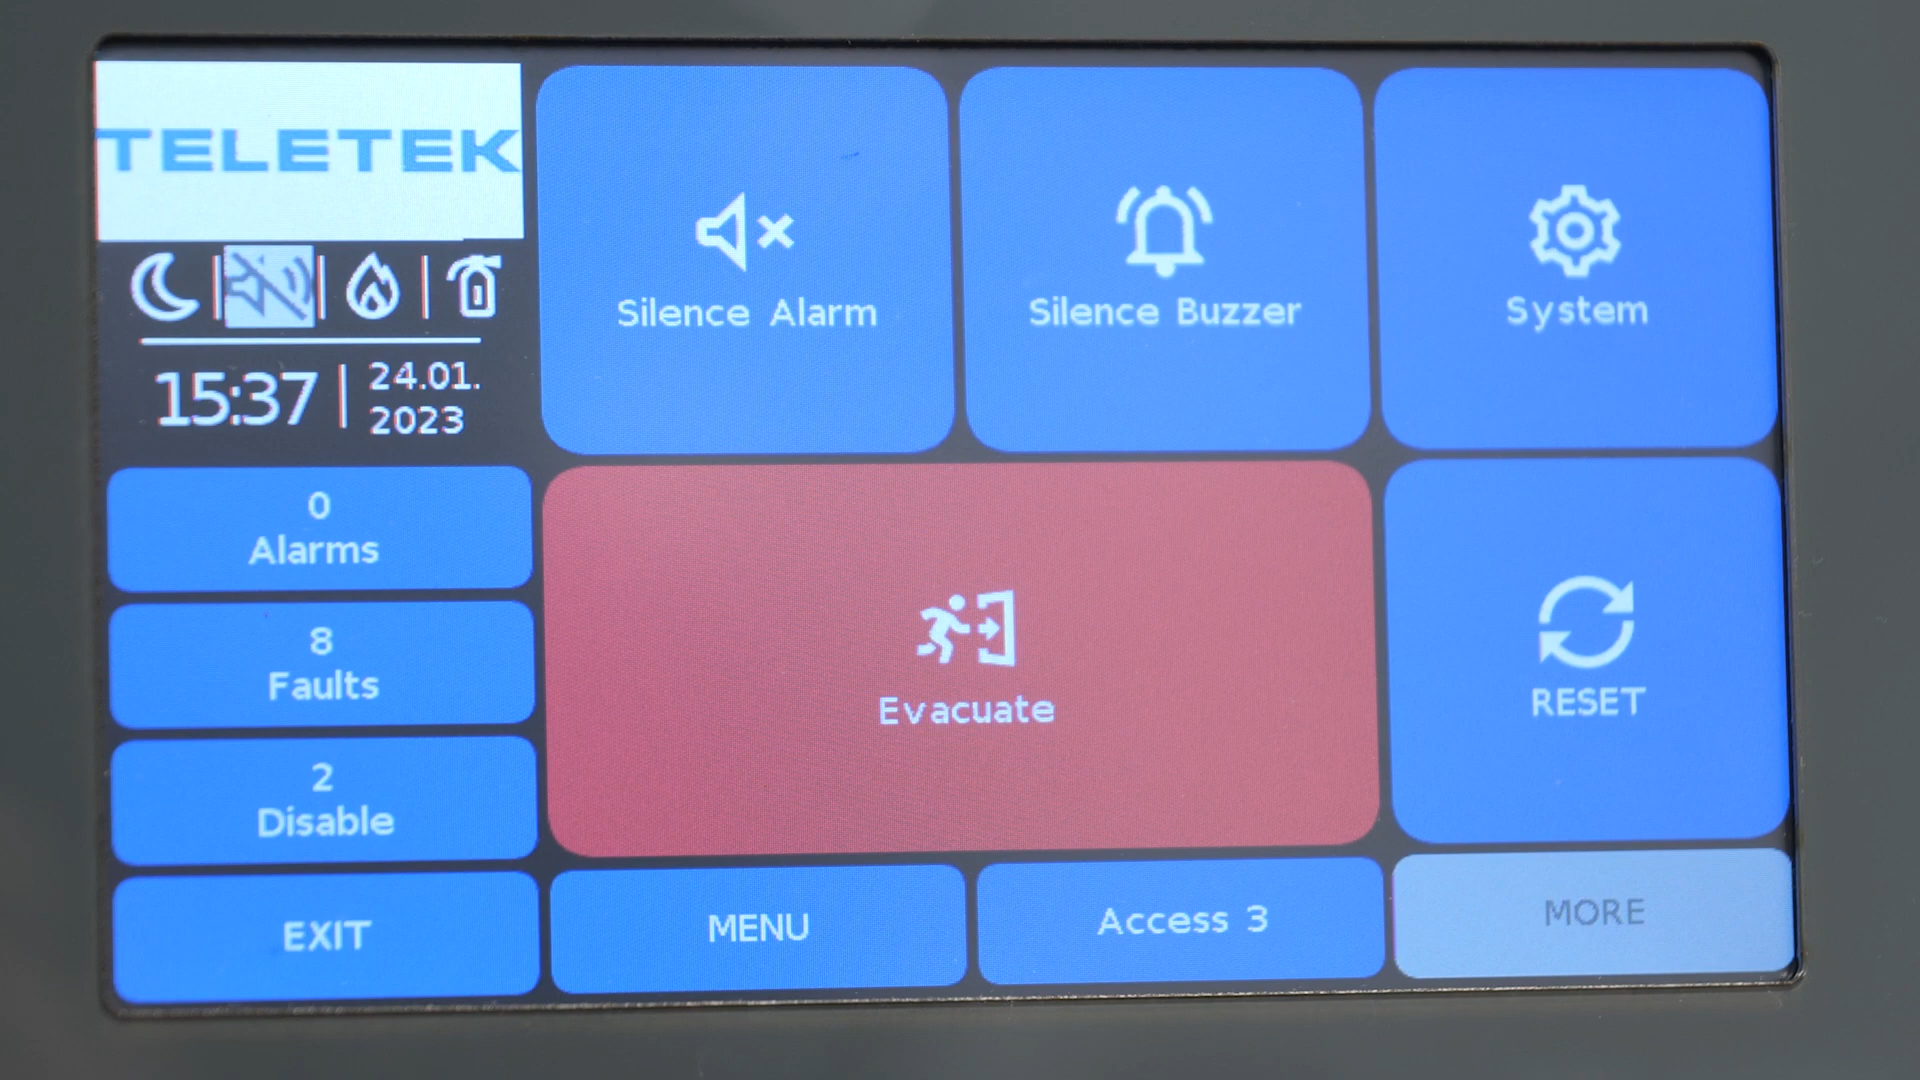 TELETEK
15:37
24.01.
2023
Silence Alarm
Silence Buzzer
System
0
Alarms
8
Faults
2
Disable
Evacuate
RESET
EXIT
MENU
Access 3
MORE